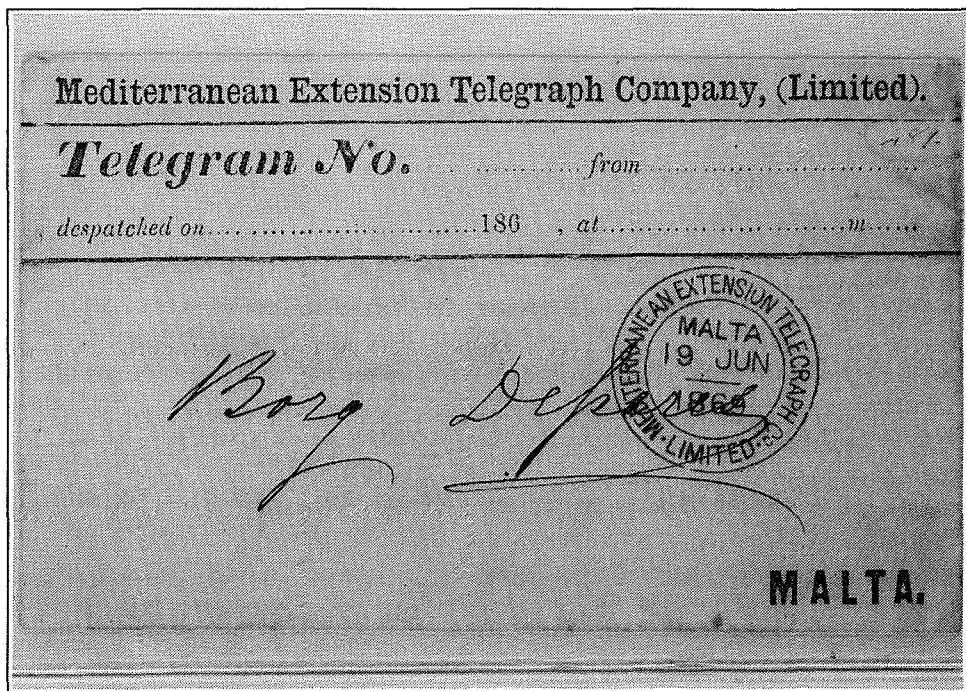 Mediterranean Extension Telegraph Company, (Limited).
Telegram No. from
despatched on 186 , at m
MEDITERRANEAN EXTENSION TELEGRAPH Co.
MALTA
19 JUN
LIMITED
Borg
MALTA.